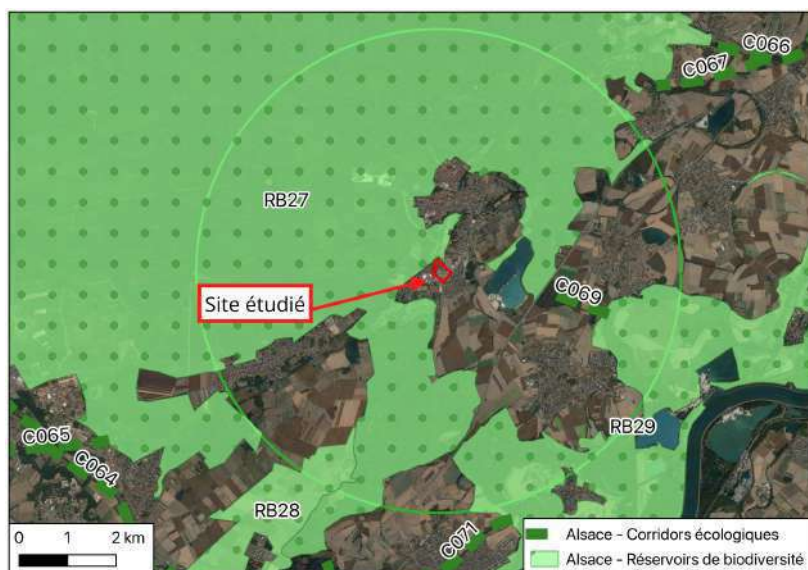 C066
C067
RB27
Site étudié
C069
C065
C064
RB29
RB28
C071
0 1 2 km
Alsace - Corridors écologiques
Alsace - Réservoirs de biodiversité